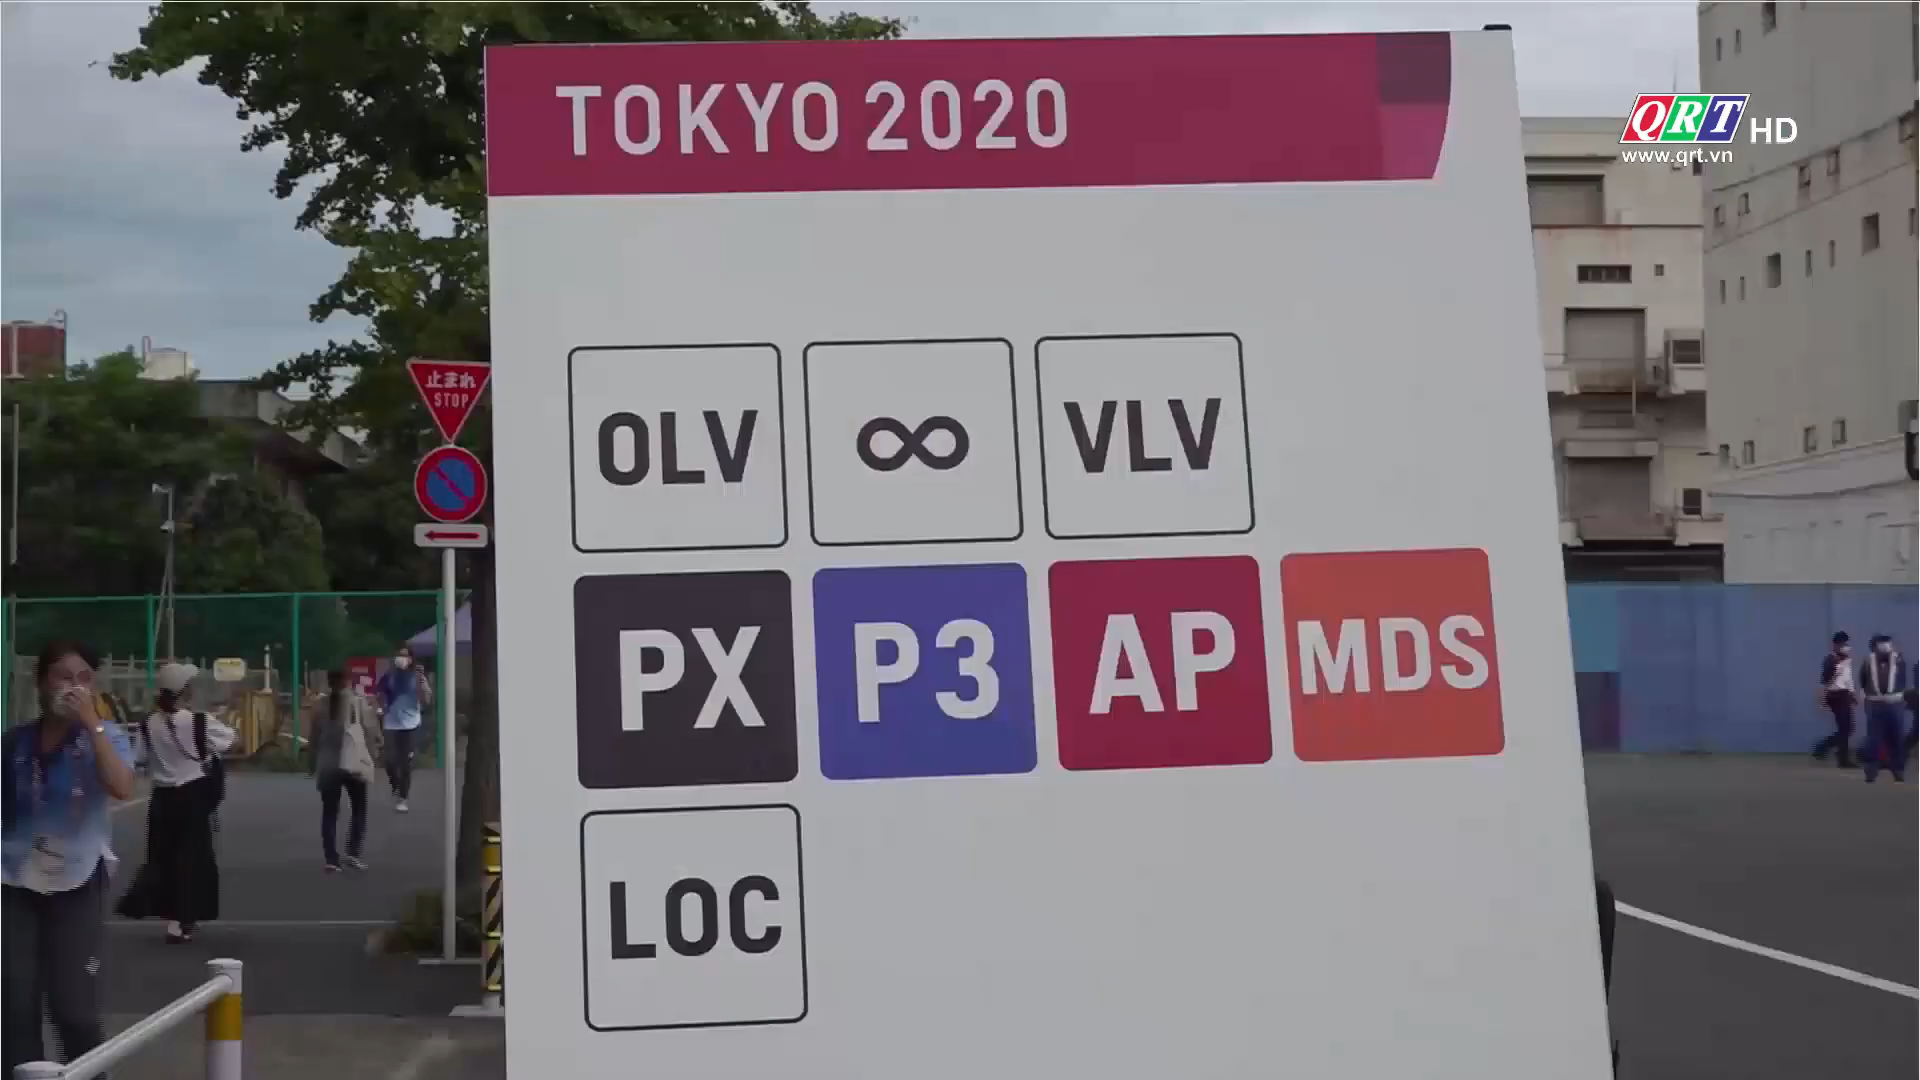 TOKYO 2020
QRT HD
www.qrt.vn
止まれ
STOP
OLV ∞ VLV
PX P3 AP MDS
LOC